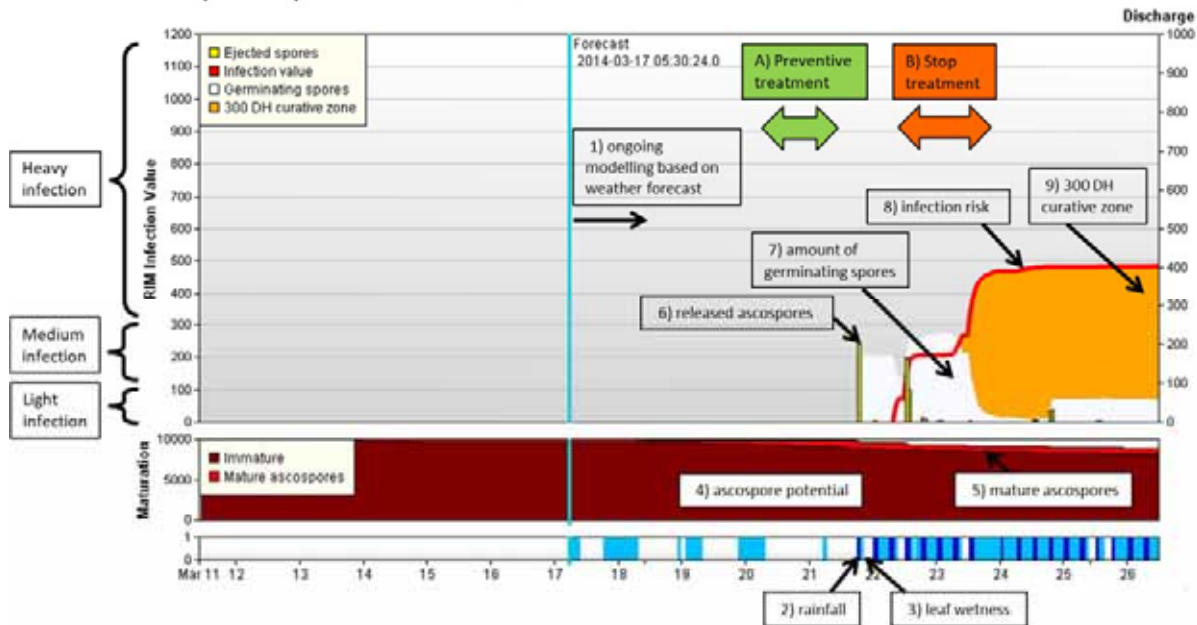 Discharge
1200
1100
1000
900
800
700
600
500
400
300
200
100
0
RIM Infection Value
Ejected spores
Infection value
Germinating spores
300 DH curative zone
Forecast
2014-03-17 05:30:24.0
A) Preventive
treatment
B) Stop
treatment
1000
900
800
700
600
500
400
300
200
100
0
Heavy
infection
Medium
infection
Light
infection
1) ongoing
modelling based on
weather forecast
9) 300 DH
curative zone
8) infection risk
7) amount of
germinating spores
6) released ascospores
Maturation
10000
5000
0
Immature
Mature ascospores
4) ascospore potential
5) mature ascospores
1
0
Mar 11 12 13 14 15 16 17 18 19 20 21 22 23 24 25 26
2) rainfall
3) leaf wetness